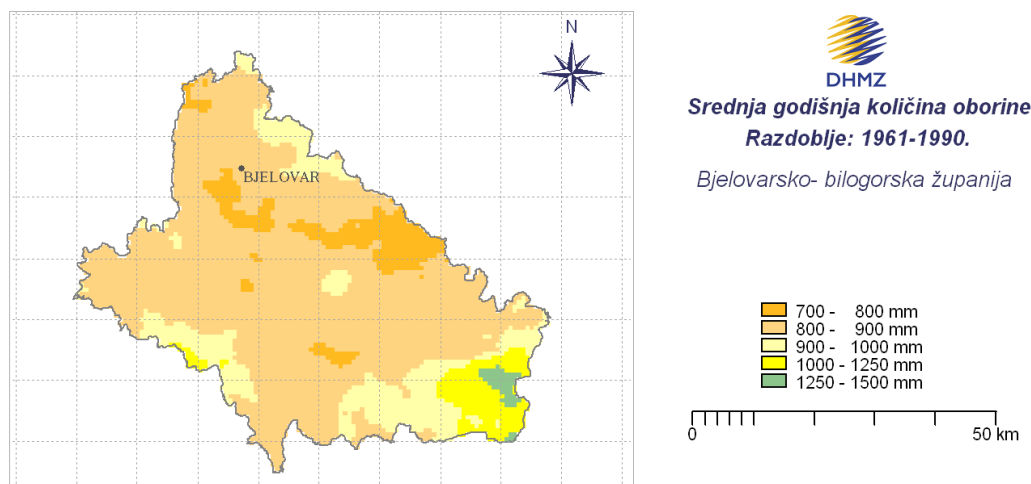 N
BJELOVAR
DHMZ
Srednja godišnja količina oborine
Razdoblje: 1961-1990.
Bjelovarsko- bilogorska županija
700 - 800 mm
800 - 900 mm
900 - 1000 mm
1000 - 1250 mm
1250 - 1500 mm
0 50 km